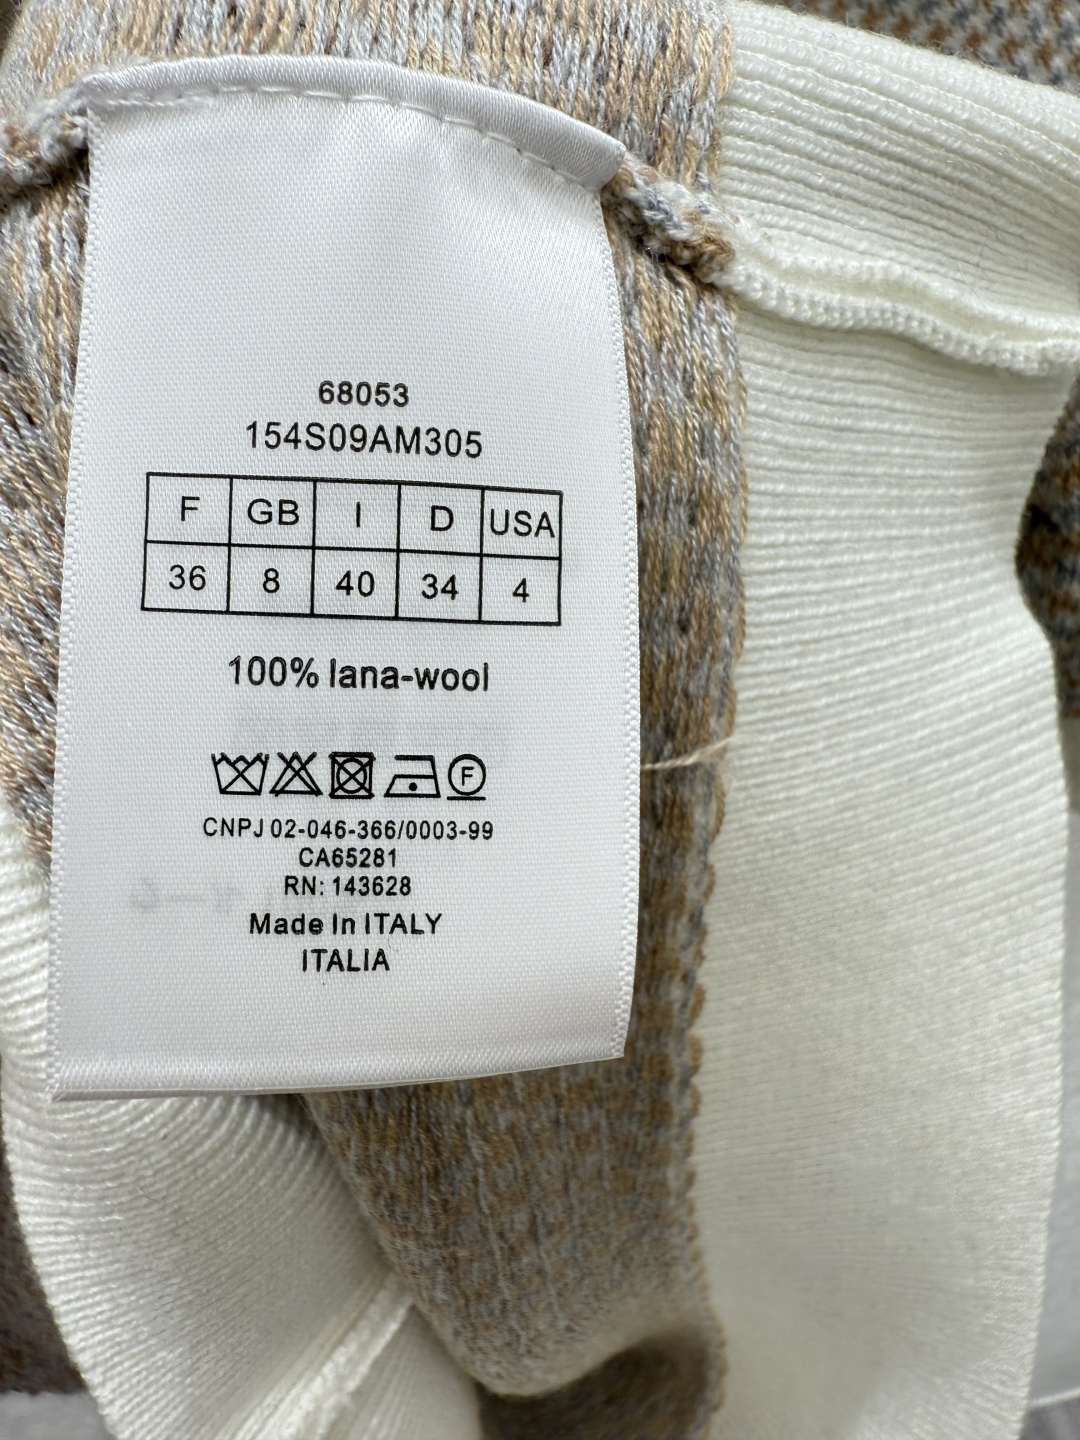 68053
154S09AM305
F GB I D USA
36 8 40 34 4
100% lana-wool
F
CNPJ 02-046-366/0003-99
CA65281
RN: 143628
Made In ITALY
ITALIA